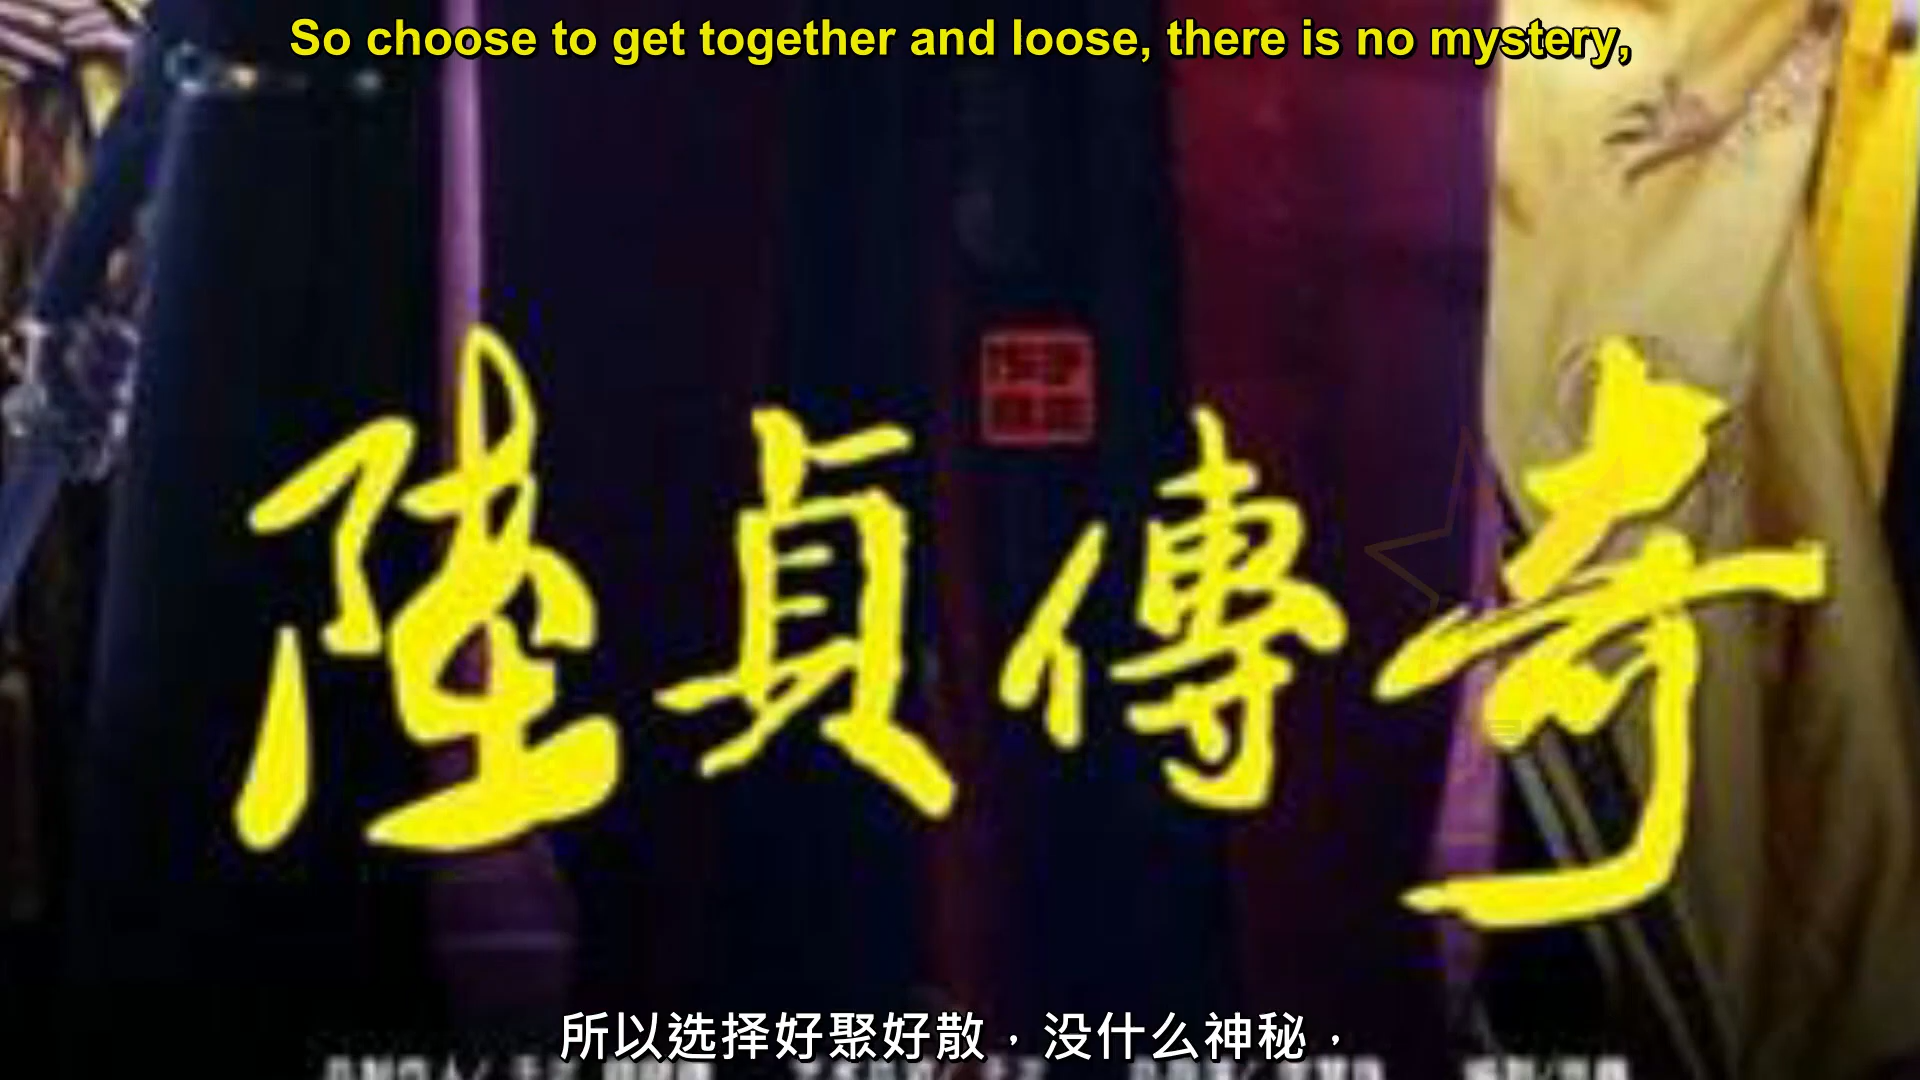 So choose to get together and loose, there is no mystery,
陸貞傳奇
所以选择好聚好散，没什么神秘，